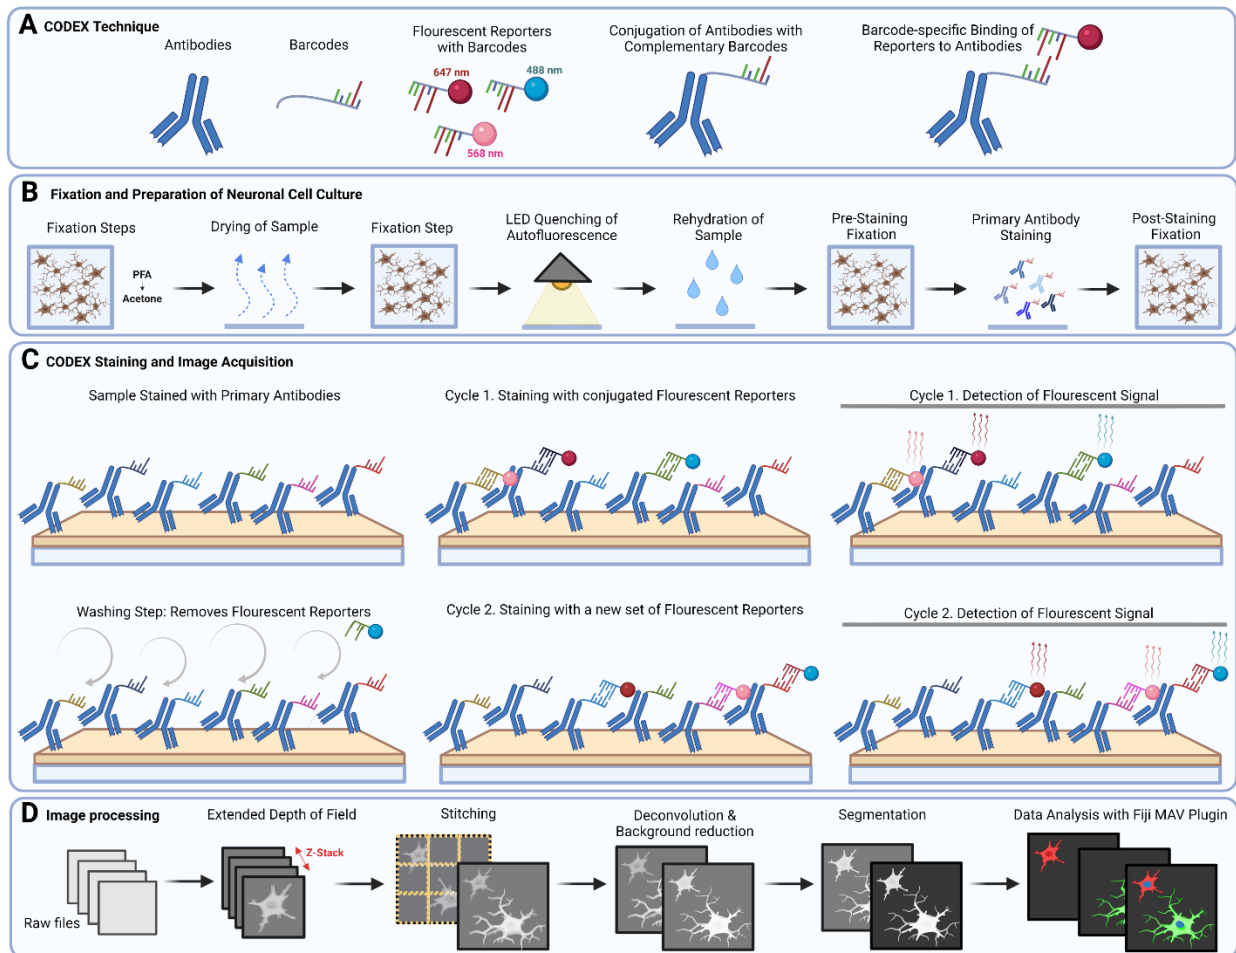 A CODEX Technique
Antibodies
Barcodes
Flourescent Reporters
with Barcodes
647 nm
488 nm
568 nm
Conjugation of Antibodies with
Complementary Barcodes
Barcode-specific Binding of
Reporters to Antibodies
B Fixation and Preparation of Neuronal Cell Culture
Fixation Steps
PFA
Acetone
Drying of Sample
Fixation Step
LED Quenching of
Autofluorescence
Rehydration of
Sample
Pre-Staining
Fixation
Primary Antibody
Staining
Post-Staining
Fixation
C CODEX Staining and Image Acquisition
Sample Stained with Primary Antibodies
Cycle 1. Staining with conjugated Flourescent Reporters
Cycle 1. Detection of Flourescent Signal
Washing Step: Removes Flourescent Reporters
Cycle 2. Staining with a new set of Flourescent Reporters
Cycle 2. Detection of Flourescent Signal
D Image processing
Raw files
Extended Depth of Field
Z-Stack
Stitching
Deconvolution &
Background reduction
Segmentation
Data Analysis with Fiji MAV Plugin